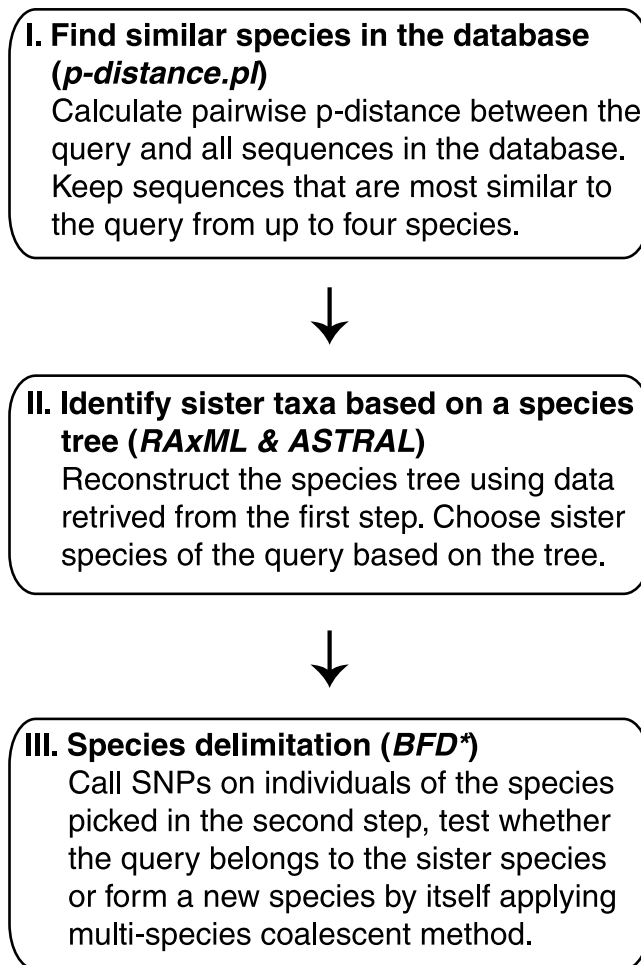 I. Find similar species in the database
(p-distance.pl)
Calculate pairwise p-distance between the
query and all sequences in the database.
Keep sequences that are most similar to
the query from up to four species.
II. Identify sister taxa based on a species
tree (RAxML & ASTRAL)
Reconstruct the species tree using data
retrived from the first step. Choose sister
species of the query based on the tree.
III. Species delimitation (BFD*)
Call SNPs on individuals of the species
picked in the second step, test whether
the query belongs to the sister species
or form a new species by itself applying
multi-species coalescent method.